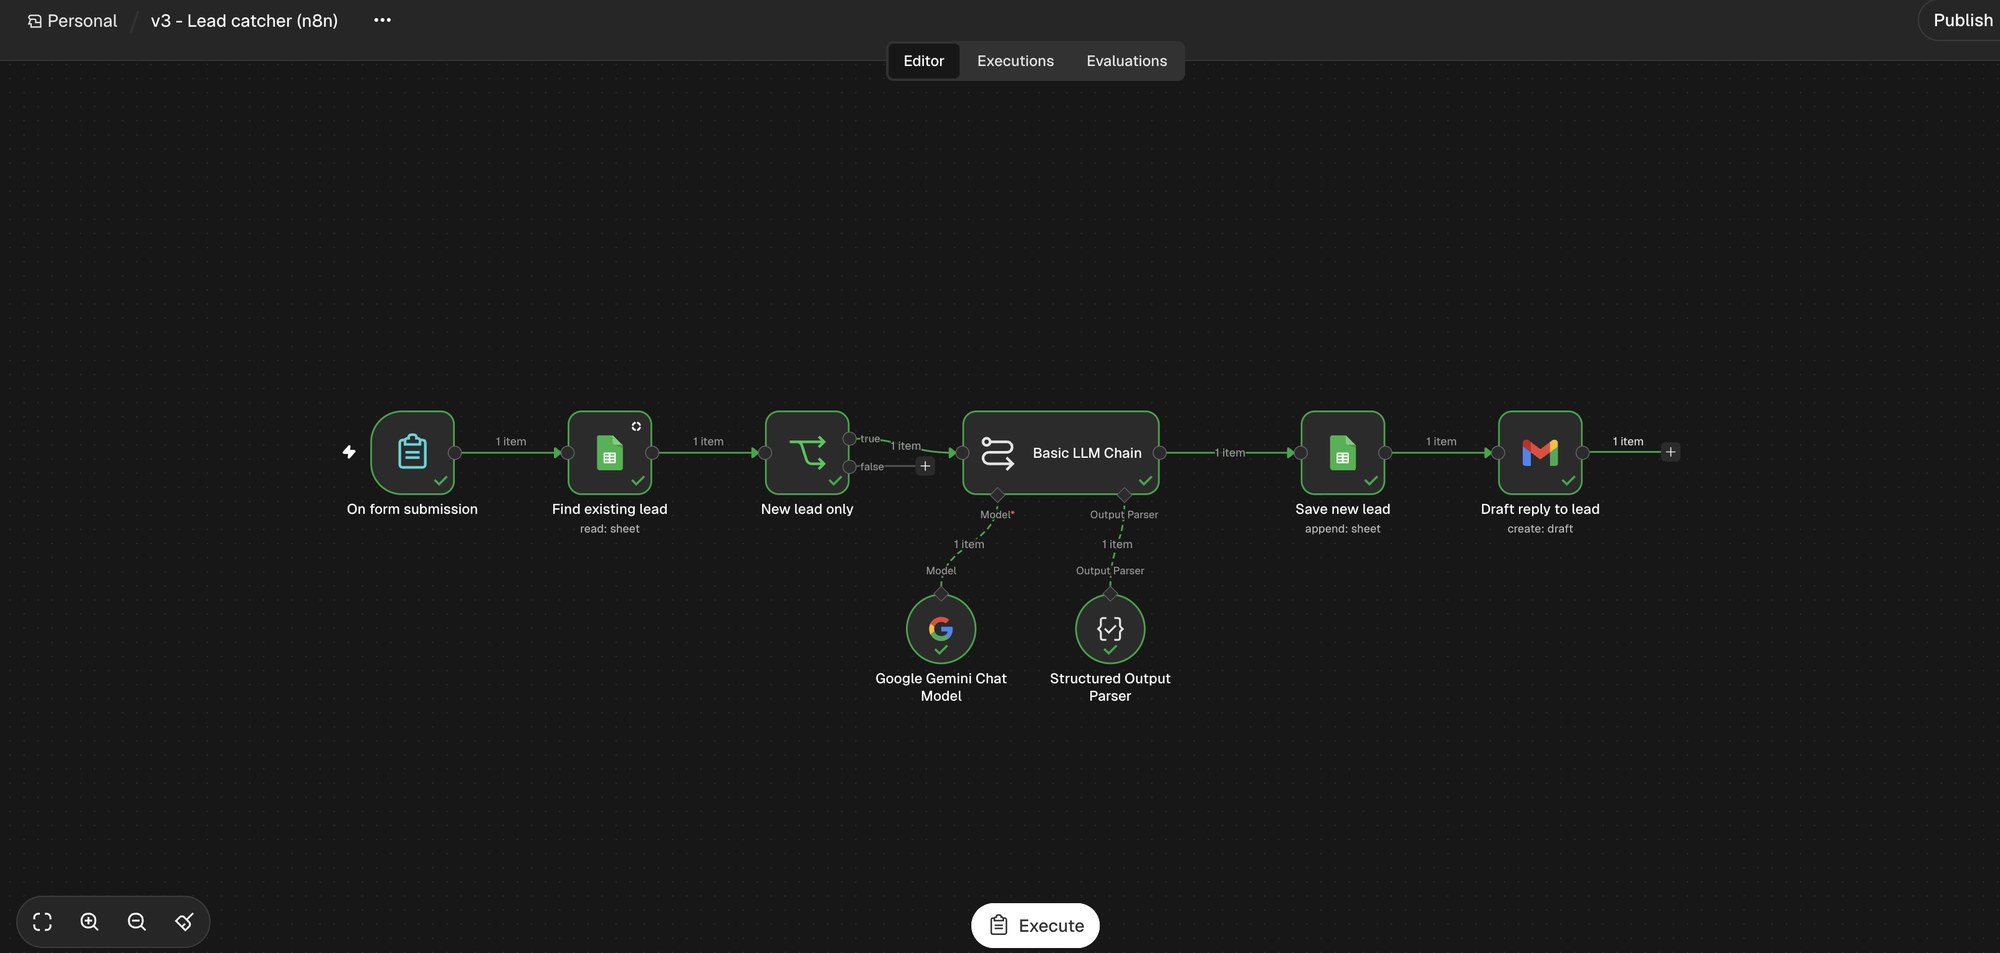 Personal / v3 - Lead catcher (n8n) •••
Publish
Editor Executions Evaluations
1 item
1 item
true
1 item
false
Basic LLM Chain
1 item
1 item
1 item
On form submission
Find existing lead
read: sheet
New lead only
Model*
Output Parser
Save new lead
append: sheet
Draft reply to lead
create: draft
1 item
1 item
Model
Output Parser
Google Gemini Chat
Model
Structured Output
Parser
Execute